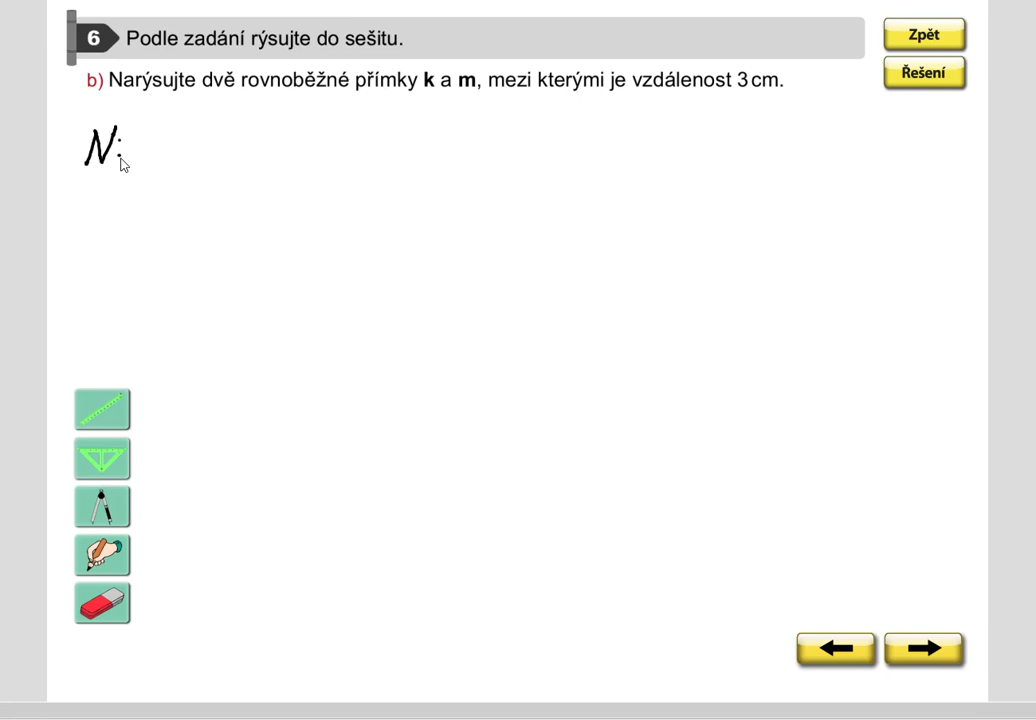 6 Podle zadání rýsujte do sešitu.
Zpět
Řešení
b) Narýsujte dvě rovnoběžné přímky k a m, mezi kterými je vzdálenost 3 cm.
N: